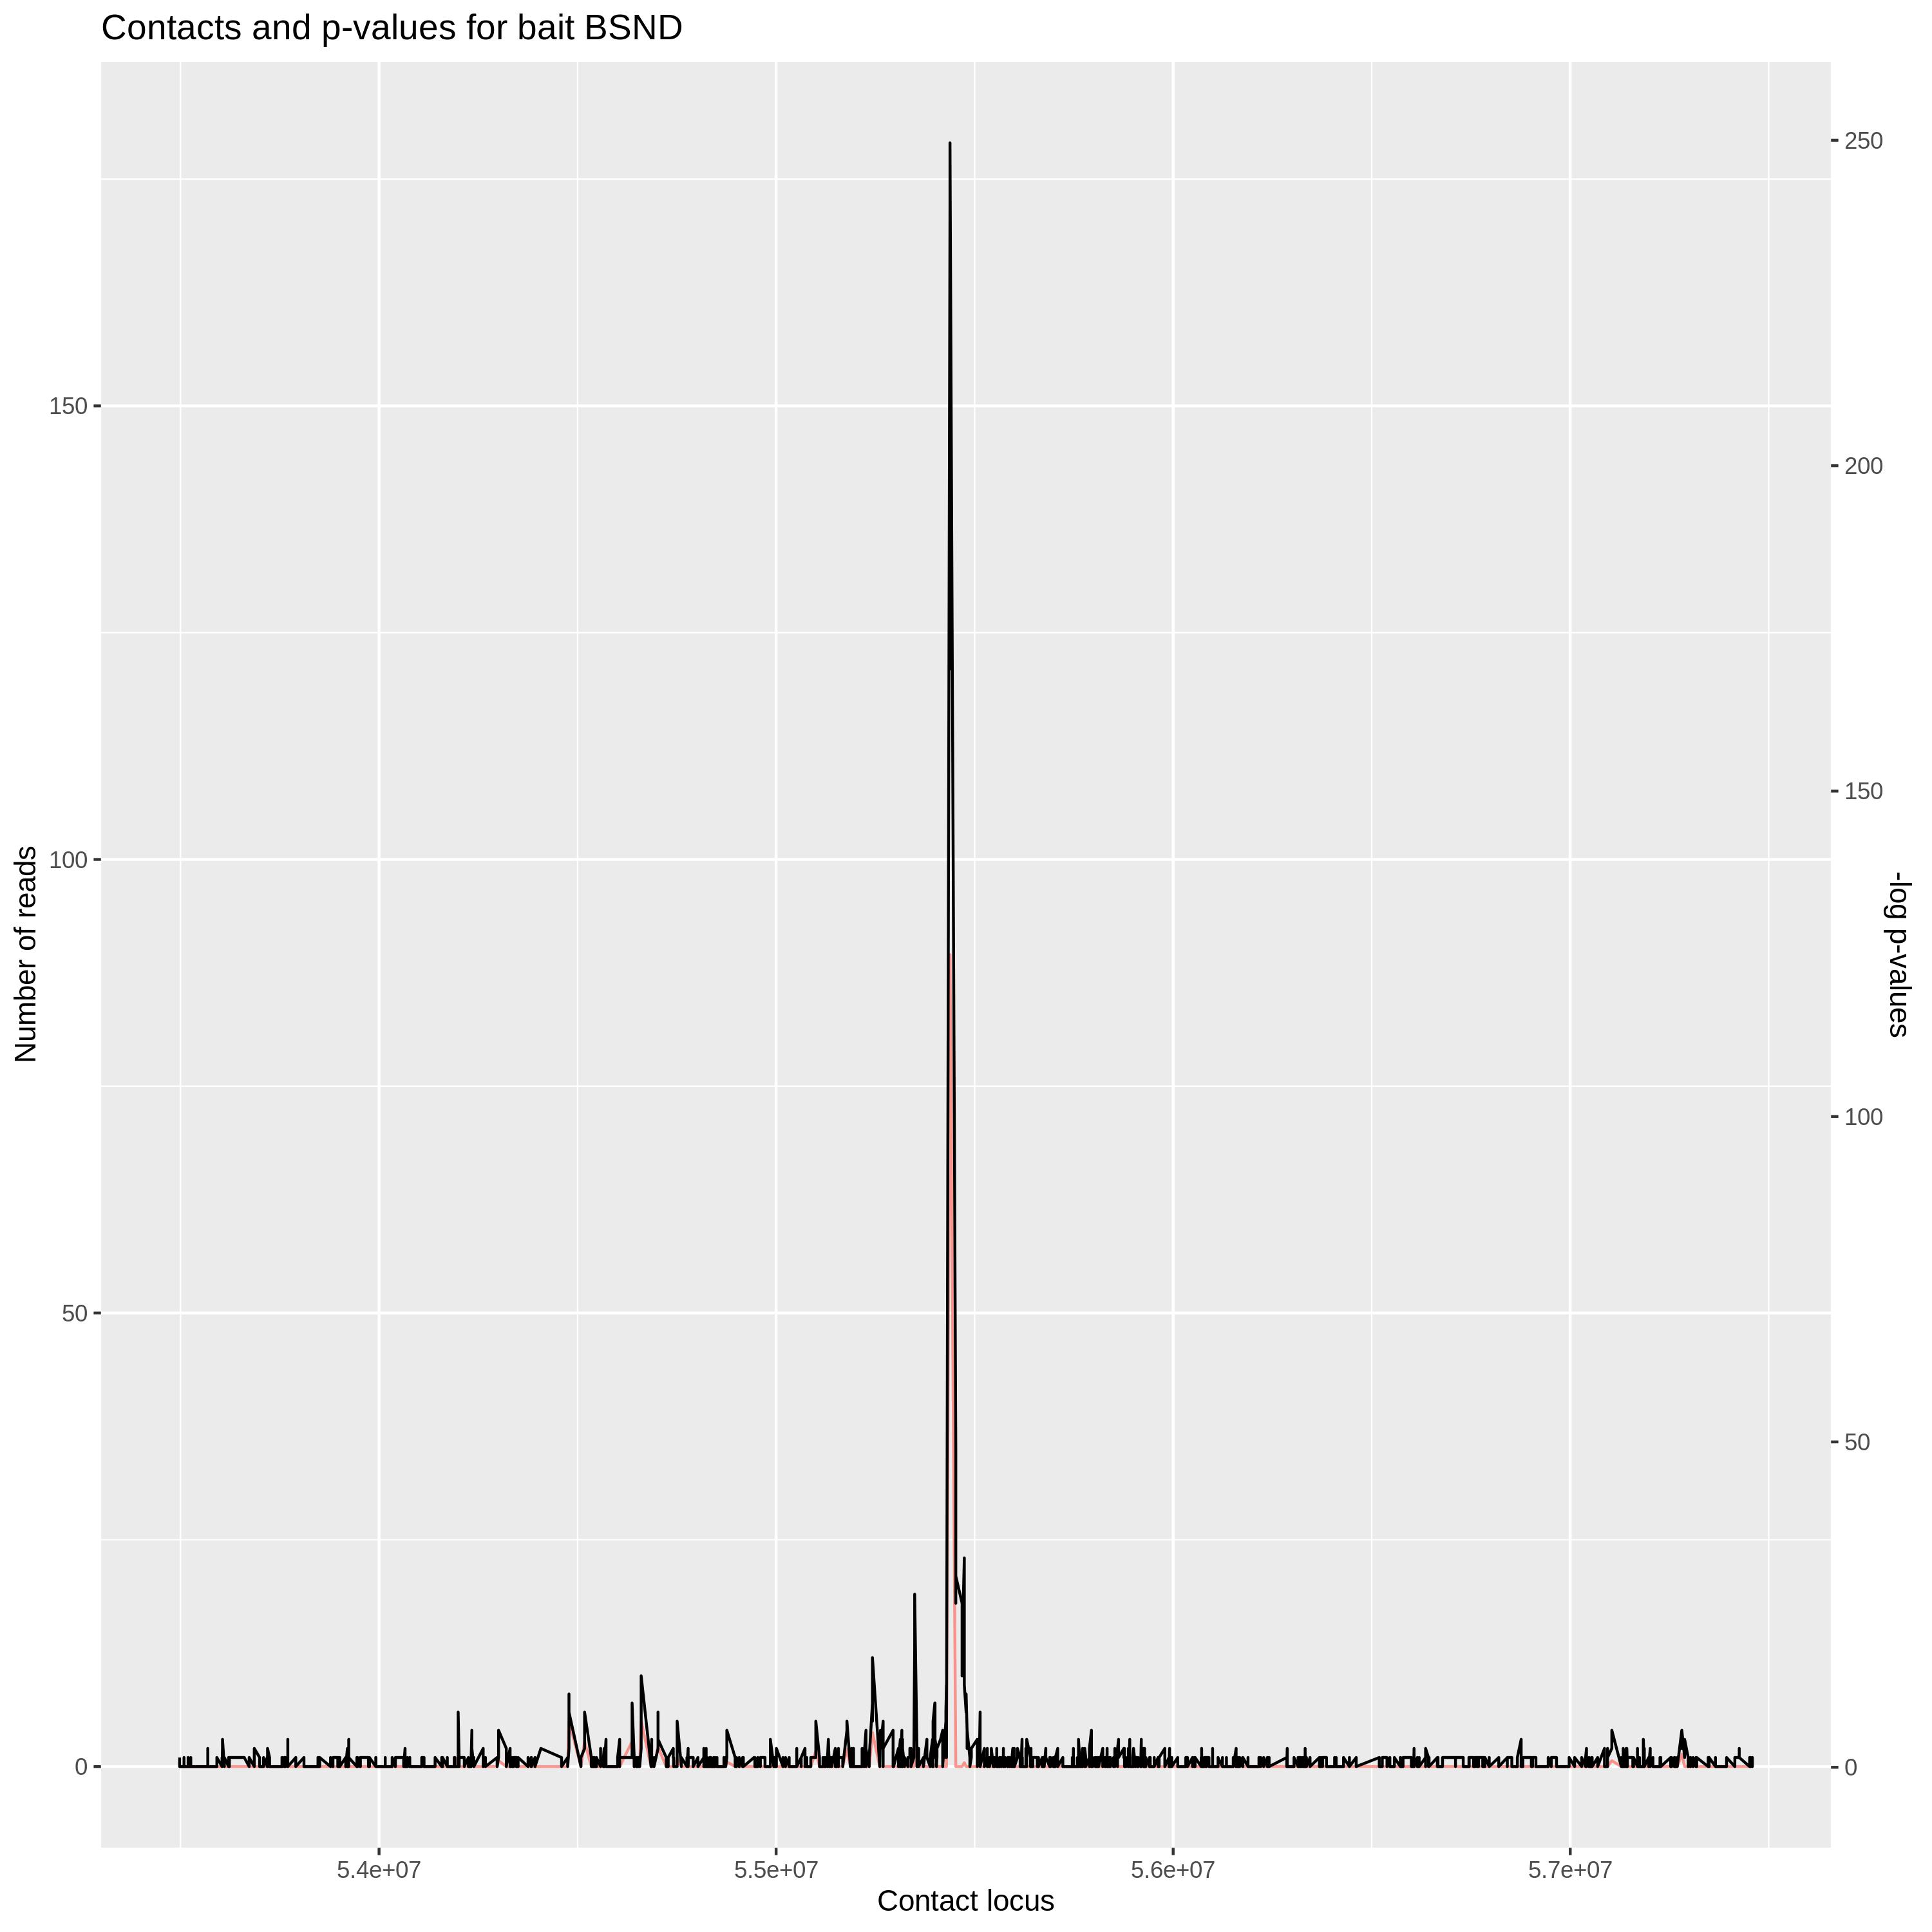 Contacts and p-values for bait BSND
250
150
200
150
100
Number of reads
-log p-values
100
50
50
0
0
5.4e+07
5.5e+07
5.6e+07
5.7e+07
Contact locus